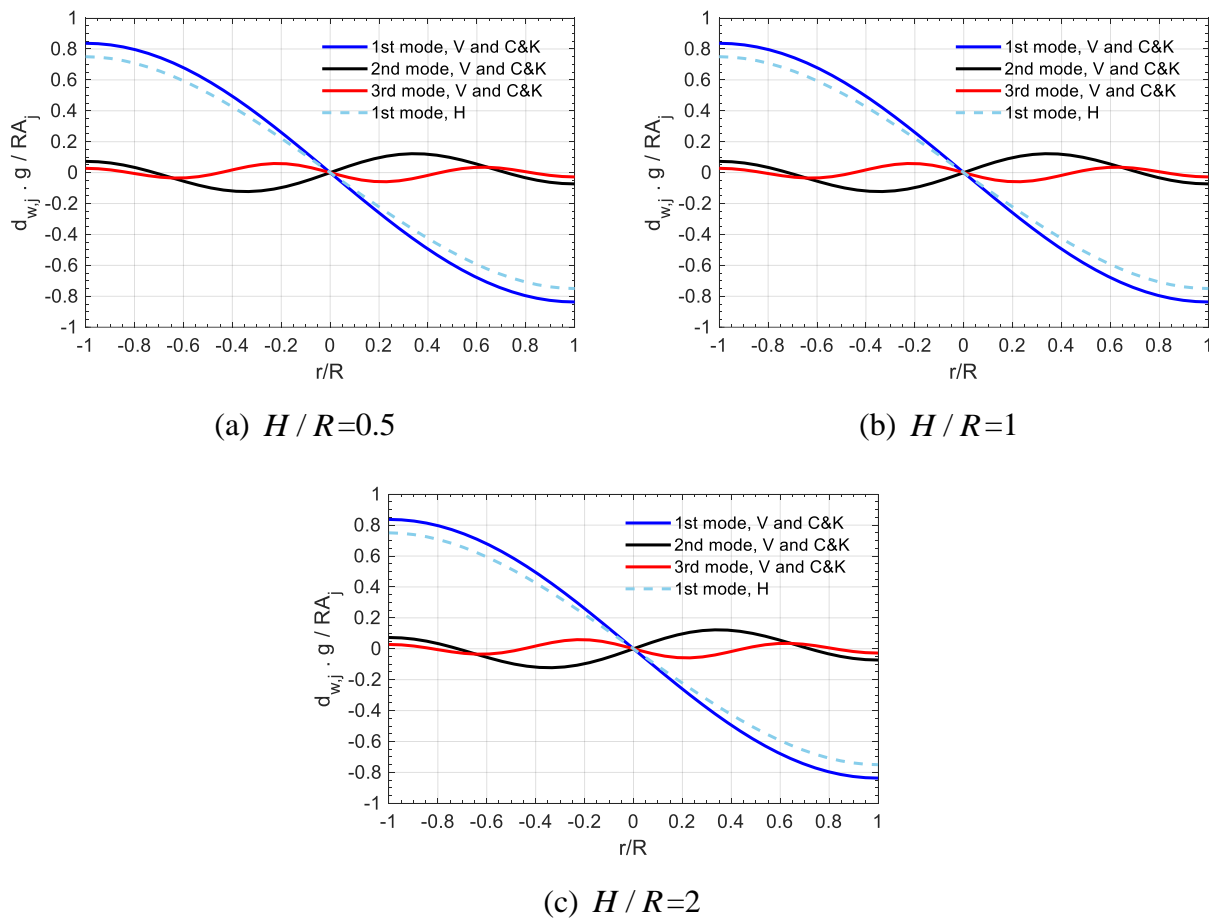 1
0.8
0.6
0.4
0.2
0
-0.2
-0.4
-0.6
-0.8
-1
d_{w,j} . g / RA_j
1st mode, V and C&K
2nd mode, V and C&K
3rd mode, V and C&K
1st mode, H
-1 -0.8 -0.6 -0.4 -0.2 0 0.2 0.4 0.6 0.8 1
r/R
(a) H / R=0.5
1
0.8
0.6
0.4
0.2
0
-0.2
-0.4
-0.6
-0.8
-1
d_{w,j} . g / RA_j
1st mode, V and C&K
2nd mode, V and C&K
3rd mode, V and C&K
1st mode, H
-1 -0.8 -0.6 -0.4 -0.2 0 0.2 0.4 0.6 0.8 1
r/R
(b) H / R=1
1
0.8
0.6
0.4
0.2
0
-0.2
-0.4
-0.6
-0.8
-1
d_{w,j} . g / RA_j
1st mode, V and C&K
2nd mode, V and C&K
3rd mode, V and C&K
1st mode, H
-1 -0.8 -0.6 -0.4 -0.2 0 0.2 0.4 0.6 0.8 1
r/R
(c) H / R=2